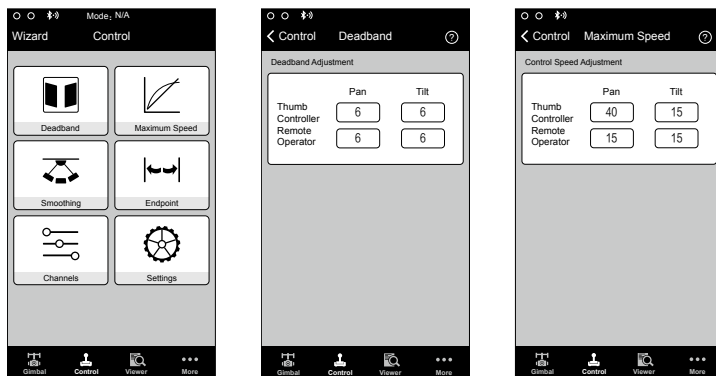 Mode: N/A
Wizard Control
Deadband Maximum Speed
Smoothing Endpoint
Channels Settings
Gimbal Control Viewer More
Control Deadband ?
Deadband Adjustment
Pan Tilt
Thumb
Controller 6 6
Remote
Operator 6 6
Gimbal Control Viewer More
Control Maximum Speed ?
Control Speed Adjustment
Pan Tilt
Thumb
Controller 40 15
Remote
Operator 15 15
Gimbal Control Viewer More